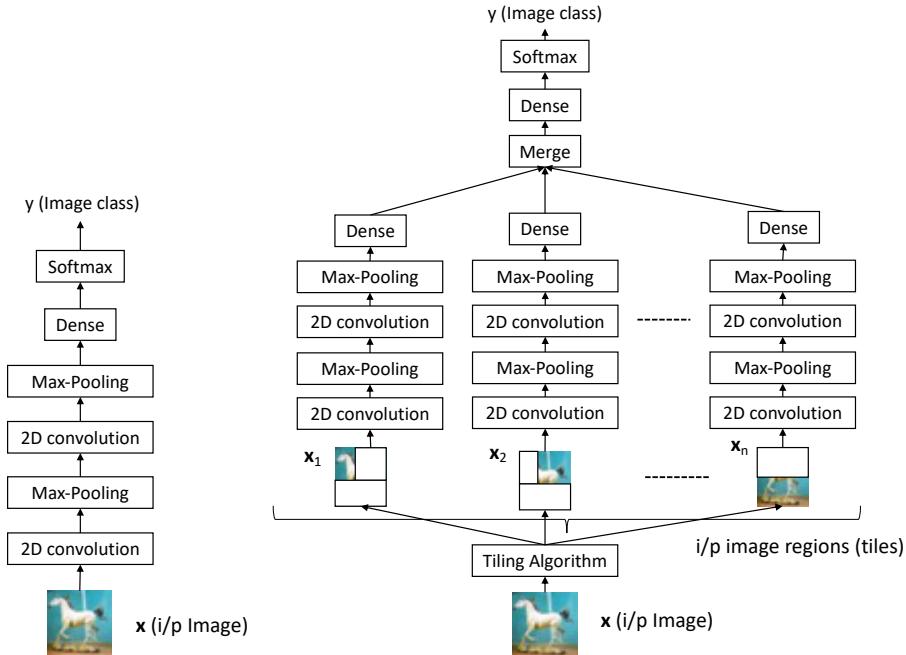 y (Image class)
Softmax
Dense
Max-Pooling
2D convolution
Max-Pooling
2D convolution
x (i/p Image)
y (Image class)
Softmax
Dense
Merge
Dense Dense Dense
Max-Pooling Max-Pooling Max-Pooling
2D convolution 2D convolution 2D convolution
Max-Pooling Max-Pooling Max-Pooling
2D convolution 2D convolution 2D convolution
x1 x2 xn
i/p image regions (tiles)
Tiling Algorithm
x (i/p Image)